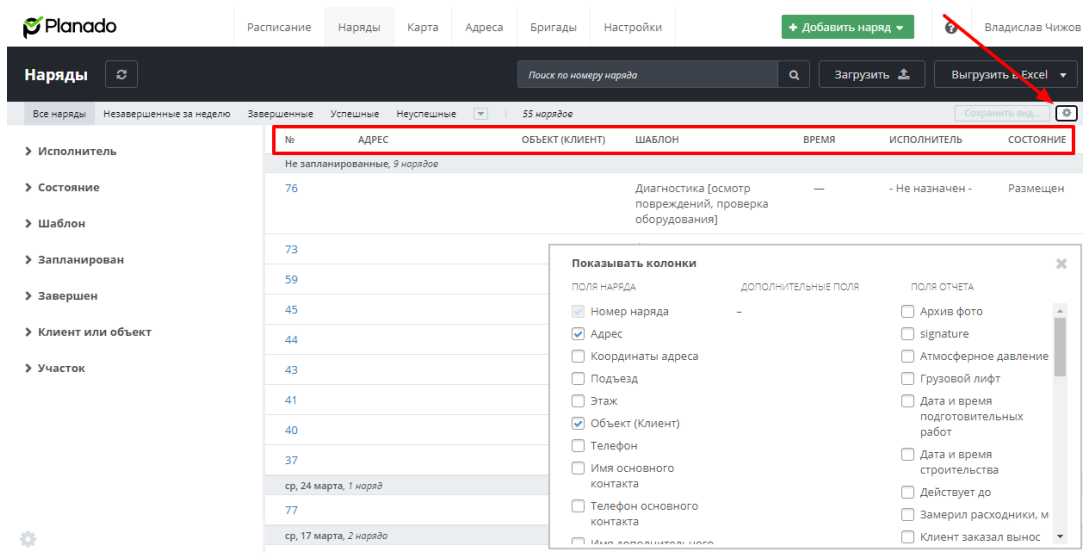 Planado
Расписание Наряды Карта Адреса Бригады Настройки + Добавить наряд ? Владислав Чижов
Наряды Поиск по номеру наряда Загрузить Выгрузить в Excel
Все наряды Незавершенные за неделю Завершенные Успешные Неуспешные 55 нарядов Сохранить вид...
№ АДРЕС ОБЪЕКТ (КЛИЕНТ) ШАБЛОН ВРЕМЯ ИСПОЛНИТЕЛЬ СОСТОЯНИЕ
Исполнитель
Состояние
Шаблон
Запланирован
Завершен
Клиент или объект
Участок
Не запланированные, 9 нарядов
76 Диагностика [осмотр — - Не назначен - Размещен
повреждений, проверка
оборудования]
73
59
45
44
43
41
40
37
ср, 24 марта, 1 наряд
77
ср, 17 марта, 2 наряда
Показывать колонки
ПОЛЯ НАРЯДА
Номер наряда
Адрес
Координаты адреса
Подъезд
Этаж
Объект (Клиент)
Телефон
Имя основного
контакта
Телефон основного
контакта
Имя дополнительного
ДОПОЛНИТЕЛЬНЫЕ ПОЛЯ
–
ПОЛЯ ОТЧЕТА
Архив фото
signature
Атмосферное давление
Грузовой лифт
Дата и время
подготовительных
работ
Дата и время
строительства
Действует до
Замерил расходники, м
Клиент заказал вынос